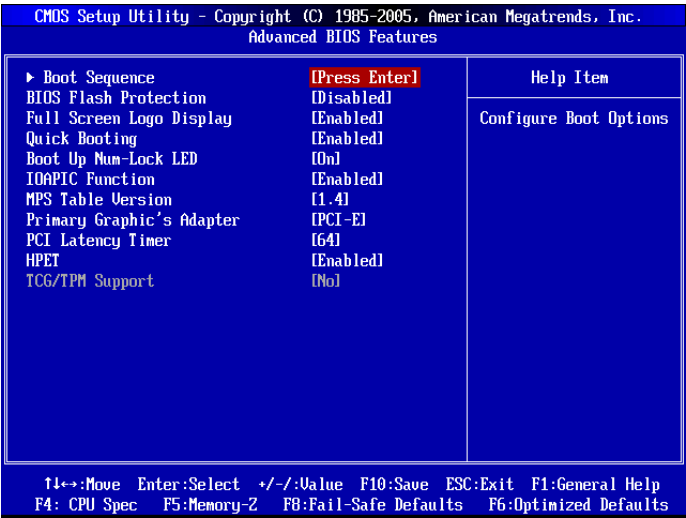 CMOS Setup Utility - Copyright (C) 1985-2005, American Megatrends, Inc.
Advanced BIOS Features
▶ Boot Sequence [Press Enter] Help Item
BIOS Flash Protection [Disabled]
Full Screen Logo Display [Enabled] Configure Boot Options
Quick Booting [Enabled]
Boot Up Num-Lock LED [On]
IOAPIC Function [Enabled]
MPS Table Version [1.4]
Primary Graphic's Adapter [PCI-E]
PCI Latency Timer [64]
HPET [Enabled]
TCG/TPM Support [No]
↑↓←→:Move Enter:Select +/-/:Value F10:Save ESC:Exit F1:General Help
F4: CPU Spec F5:Memory-Z F8:Fail-Safe Defaults F6:Optimized Defaults